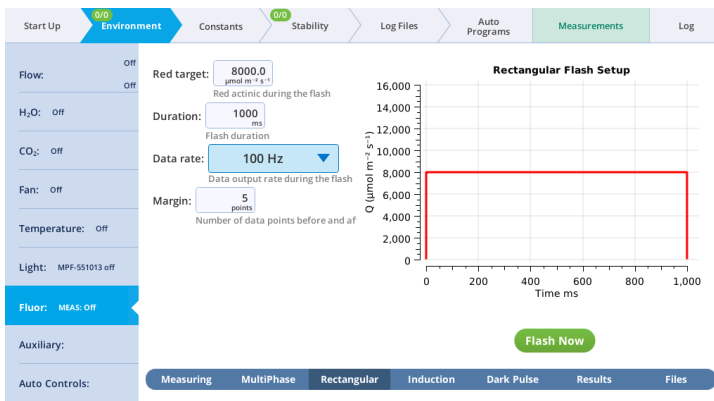 0/0
0/0
Start Up
Environment
Constants
Stability
Log Files
Auto
Programs
Measurements
Log
Flow:
Off
Off
H₂O: Off
CO₂: Off
Fan: Off
Temperature: Off
Light: MPF-551013 off
Fluor: MEAS: Off
Auxiliary:
Auto Controls:
Red target: 8000.0
µmol m⁻² s⁻¹
Red actinic during the flash
Duration: 1000
ms
Flash duration
Data rate: 100 Hz
Data output rate during the flash
Margin: 5
points
Number of data points before and af
Rectangular Flash Setup
Q (µmol m⁻² s⁻¹)
16,000
14,000
12,000
10,000
8,000
6,000
4,000
2,000
0
0 200 400 600 800 1,000
Time ms
Flash Now
Measuring MultiPhase Rectangular Induction Dark Pulse Results Files